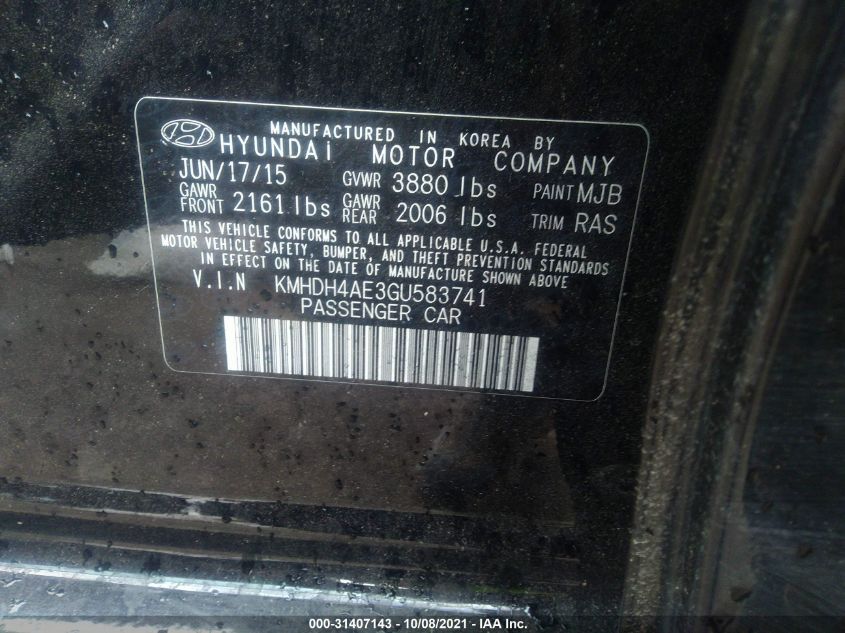 MANUFACTURED IN KOREA BY
HYUNDAI MOTOR COMPANY
JUN/17/15 GVWR 3880 lbs PAINT MJB
GAWR FRONT 2161 lbs GAWR REAR 2006 lbs TRIM RAS
THIS VEHICLE CONFORMS TO ALL APPLICABLE U.S.A. FEDERAL
MOTOR VEHICLE SAFETY, BUMPER, AND THEFT PREVENTION STANDARDS
IN EFFECT ON THE DATE OF MANUFACTURE SHOWN ABOVE
V.I.N KMHDH4AE3GU583741
PASSENGER CAR
000-31407143 - 10/08/2021 - IAA Inc.